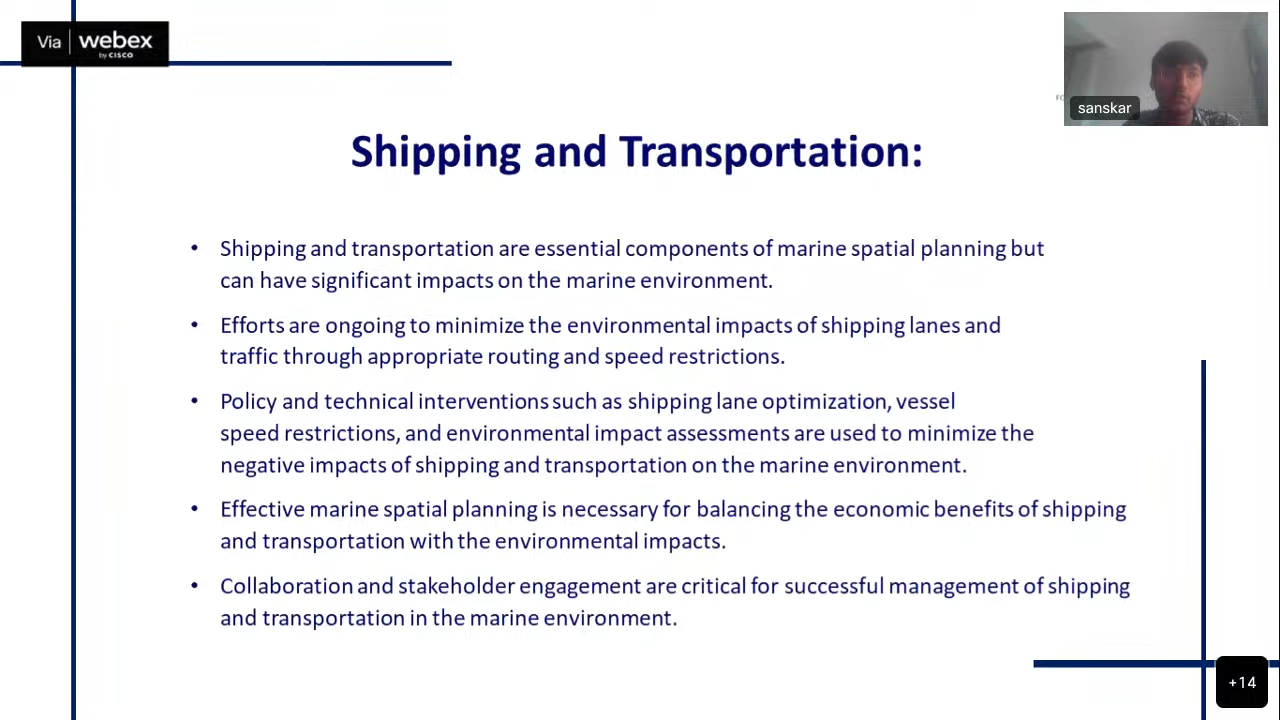 Via webex
by CISCO
FO
sanskar
Shipping and Transportation:
• Shipping and transportation are essential components of marine spatial planning but
can have significant impacts on the marine environment.
• Efforts are ongoing to minimize the environmental impacts of shipping lanes and
traffic through appropriate routing and speed restrictions.
• Policy and technical interventions such as shipping lane optimization, vessel
speed restrictions, and environmental impact assessments are used to minimize the
negative impacts of shipping and transportation on the marine environment.
• Effective marine spatial planning is necessary for balancing the economic benefits of shipping
and transportation with the environmental impacts.
• Collaboration and stakeholder engagement are critical for successful management of shipping
and transportation in the marine environment.
+14